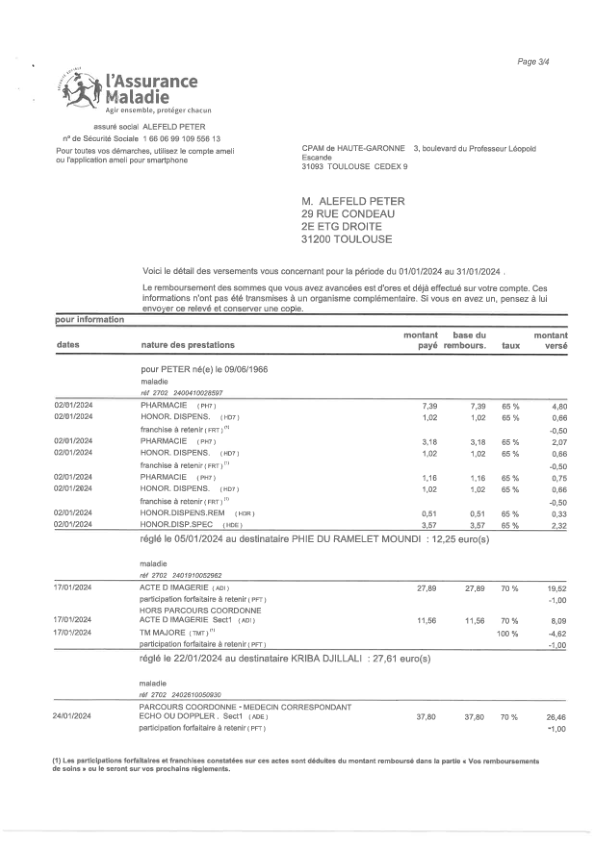 Page 3/4
SÉCURITÉ SOCIALE
l'Assurance
Maladie
Agir ensemble, protéger chacun
assuré social ALEFELD PETER
n° de Sécurité Sociale 1 66 06 99 109 556 13
Pour toutes vos démarches, utilisez le compte ameli
ou l'application ameli pour smartphone
CPAM de HAUTE-GARONNE 3, boulevard du Professeur Léopold
Escande
31093 TOULOUSE CEDEX 9
M. ALEFELD PETER
29 RUE CONDEAU
2E ETG DROITE
31200 TOULOUSE
Voici le détail des versements vous concernant pour la période du 01/01/2024 au 31/01/2024 .
Le remboursement des sommes que vous avez avancées est d'ores et déjà effectué sur votre compte. Ces
informations n'ont pas été transmises à un organisme complémentaire. Si vous en avez un, pensez à lui
envoyer ce relevé et conserver une copie.
pour information
dates nature des prestations montant payé base du rembours. taux montant versé
pour PETER né(e) le 09/06/1966
maladie
réf 2702 2400410028597
02/01/2024 PHARMACIE (PH7) 7,39 7,39 65 % 4,80
02/01/2024 HONOR. DISPENS. (HD7) 1,02 1,02 65 % 0,66
franchise à retenir (FRT) (1) -0,50
02/01/2024 PHARMACIE (PH7) 3,18 3,18 65 % 2,07
02/01/2024 HONOR. DISPENS. (HD7) 1,02 1,02 65 % 0,66
franchise à retenir (FRT) (1) -0,50
02/01/2024 PHARMACIE (PH7) 1,16 1,16 65 % 0,75
02/01/2024 HONOR. DISPENS. (HD7) 1,02 1,02 65 % 0,66
franchise à retenir (FRT) (1) -0,50
02/01/2024 HONOR.DISPENS.REM (HDR) 0,51 0,51 65 % 0,33
02/01/2024 HONOR.DISP.SPEC (HDE) 3,57 3,57 65 % 2,32
réglé le 05/01/2024 au destinataire PHIE DU RAMELET MOUNDI : 12,25 euro(s)
maladie
réf 2702 2401910052962
17/01/2024 ACTE D IMAGERIE (ADI) 27,89 27,89 70 % 19,52
participation forfaitaire à retenir (PFT) -1,00
HORS PARCOURS COORDONNE
17/01/2024 ACTE D IMAGERIE Sect1 (ADI) 11,56 11,56 70 % 8,09
17/01/2024 TM MAJORE (TMT) (1) 100 % -4,62
participation forfaitaire à retenir (PFT) -1,00
réglé le 22/01/2024 au destinataire KRIBA DJILLALI : 27,61 euro(s)
maladie
réf 2702 2402610050930
PARCOURS COORDONNE - MEDECIN CORRESPONDANT
24/01/2024 ECHO OU DOPPLER . Sect1 (ADE) 37,80 37,80 70 % 26,46
participation forfaitaire à retenir (PFT) -1,00
(1) Les participations forfaitaires et franchises constatées sur ces actes sont déduites du montant remboursé dans la partie « Vos remboursements
de soins » ou le seront sur vos prochains règlements.